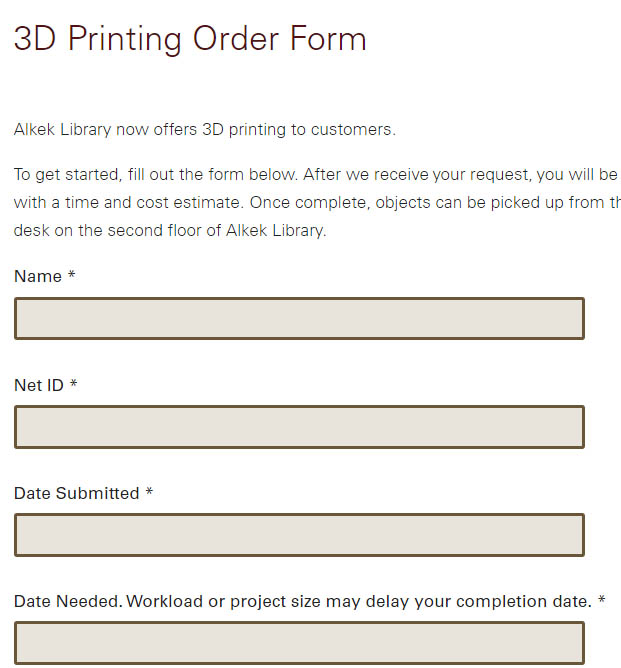 3D Printing Order Form
Alkek Library now offers 3D printing to customers.
To get started, fill out the form below. After we receive your request, you will be
with a time and cost estimate. Once complete, objects can be picked up from th
desk on the second floor of Alkek Library.
Name *
Net ID *
Date Submitted *
Date Needed. Workload or project size may delay your completion date. *